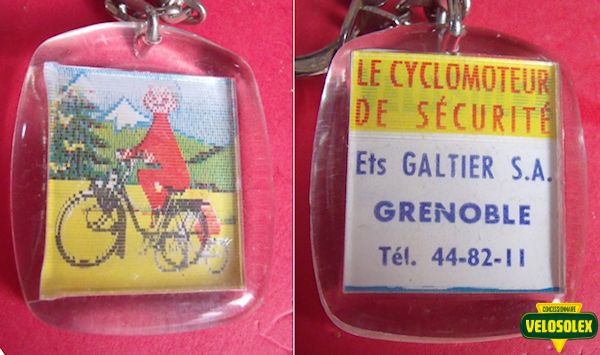 LE CYCLOMOTEUR
DE SÉCURITÉ
Ets GALTIER S.A.
GRENOBLE
Tél. 44-82-11
CONCESSIONNAIRE
VELOSOLEX